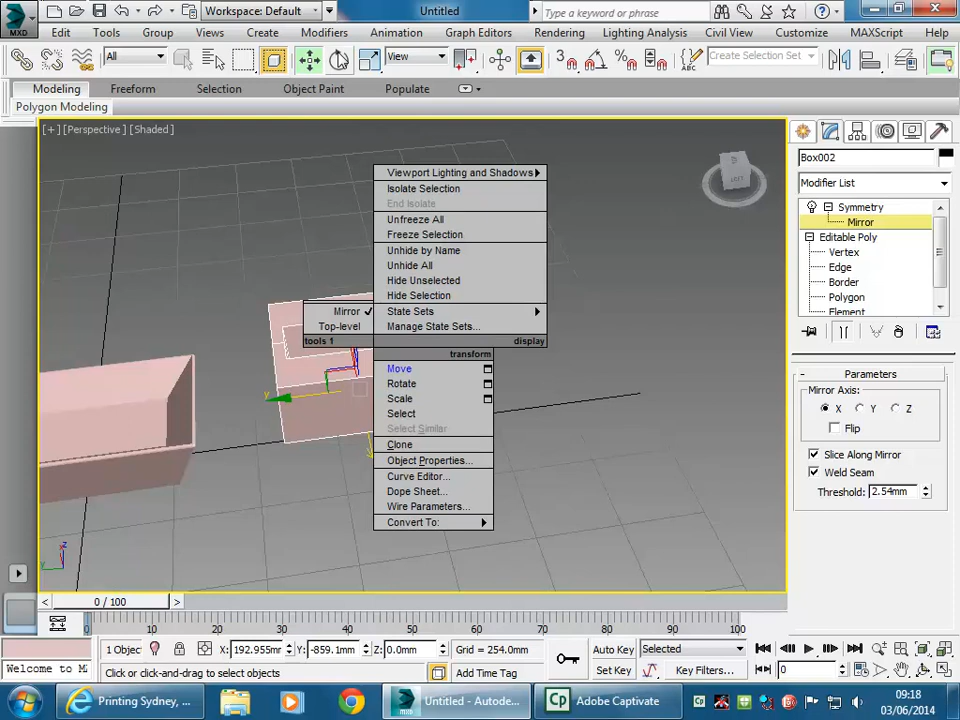 MXD
Workspace: Default
Untitled
Type a keyword or phrase
Edit Tools Group Views Create Modifiers Animation Graph Editors Rendering Lighting Analysis Civil View Customize MAXScript Help
All
View
3
Create Selection Set
Modeling Freeform Selection Object Paint Populate
Polygon Modeling
[+] [Perspective] [Shaded]
Viewport Lighting and Shadows
Isolate Selection
End Isolate
Unfreeze All
Freeze Selection
Unhide by Name
Unhide All
Hide Unselected
Hide Selection
Mirror
State Sets
Top-level
Manage State Sets...
tools 1
display
transform
Move
Rotate
Scale
Select
Select Similar
Clone
Object Properties...
Curve Editor...
Dope Sheet...
Wire Parameters...
Convert To:
y
z
y
Box002
Modifier List
Symmetry
Mirror
Editable Poly
Vertex
Edge
Border
Polygon
Element
Parameters
Mirror Axis:
X Y Z
Flip
Slice Along Mirror
Weld Seam
Threshold: 2.54mm
0 / 100
10 20 30 40 50 60 70 80 90 100
1 Object
X: 192.955mm
Y: -859.1mm
Z: 0.0mm
Grid = 254.0mm
Auto Key
Selected
Welcome to M
Click or click-and-drag to select objects
Add Time Tag
Set Key
Key Filters...
0
Printing Sydney, ...
Untitled - Autode...
Adobe Captivate
09:18
03/06/2014